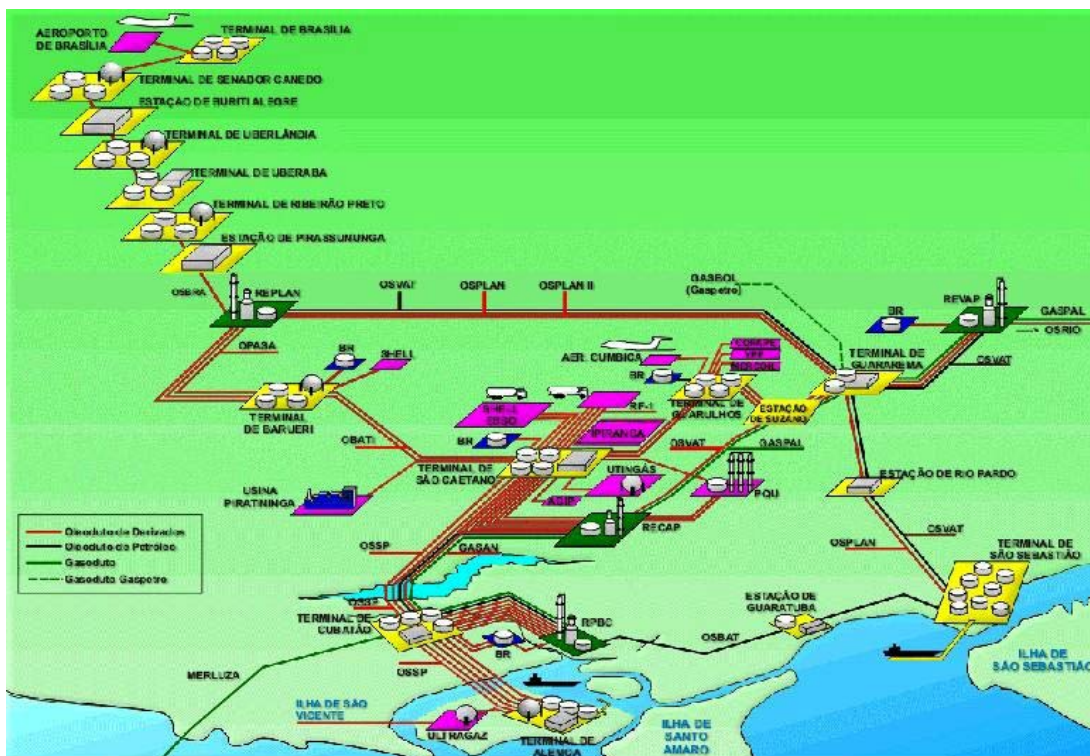 AEROPORTO
DE BRASÍLIA
TERMINAL DE BRASÍLIA
TERMINAL DE SENADOR CANEDO
ESTAÇÃO DE BURITI ALEGRE
TERMINAL DE UBERLÂNDIA
TERMINAL DE UBERABA
TERMINAL DE RIBEIRÃO PRETO
ESTAÇÃO DE PIRASSUNUNGA
OSBRA
REPLAN
OSVAT
OSPLAN
OSPLAN II
GASBOL
(Gaspetro)
BR
REVAP
GASPAL
OSRIO
OPASA
BR
SHELL
AER. CUMBICA
BR
TERMINAL DE
GUARAREMA
OSVAT
TERMINAL
DE BARUERI
SHELL
ESSO
RF-1
TERMINAL DE
GUARULHOS
ESTAÇÃO
DE SUZANO
OBATI
BR
IPIRANGA
OSVAT
GASPAL
TERMINAL DE
SÃO CAETANO
UTINGÁS
ESTAÇÃO DE RIO PARDO
USINA
PIRATININGA
AGIP
PQU
RECAP
Oleoduto de Derivados
Oleoduto de Petróleo
Gasoduto
Gasoduto Gaspetro
OSSP
GASAN
OSPLAN
OSVAT
TERMINAL DE
SÃO SEBASTIÃO
OSSP
TERMINAL DE
CUBATÃO
RPBC
ESTAÇÃO DE
GUARATUBA
BR
OSBAT
MERLUZA
OSSP
ILHA DE
SÃO SEBASTIÃO
ILHA DE SÃO
VICENTE
ULTRAGAZ
TERMINAL DE
ALEMOA
ILHA DE
SANTO
AMARO